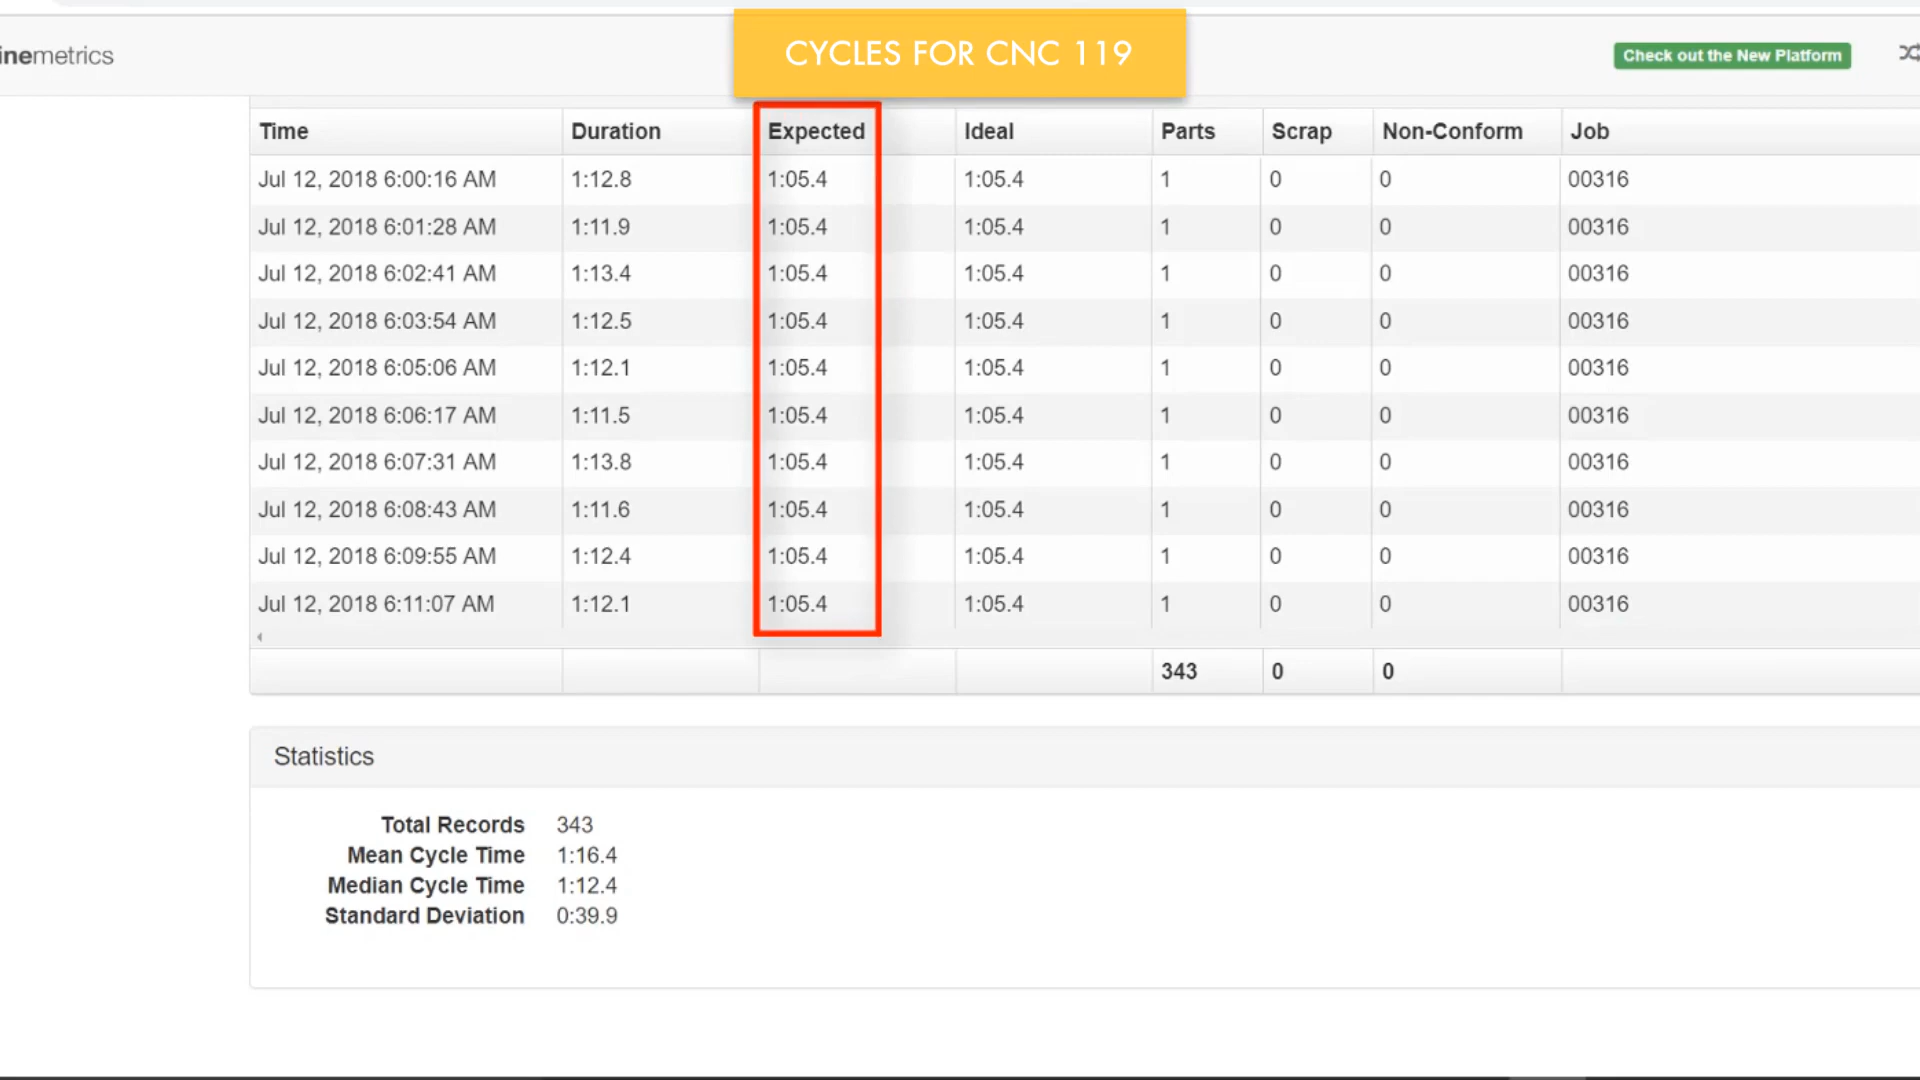 CYCLES FOR CNC 119
inemetrics
Check out the New Platform
Time Duration Expected Ideal Parts Scrap Non-Conform Job
Jul 12, 2018 6:00:16 AM 1:12.8 1:05.4 1:05.4 1 0 0 00316
Jul 12, 2018 6:01:28 AM 1:11.9 1:05.4 1:05.4 1 0 0 00316
Jul 12, 2018 6:02:41 AM 1:13.4 1:05.4 1:05.4 1 0 0 00316
Jul 12, 2018 6:03:54 AM 1:12.5 1:05.4 1:05.4 1 0 0 00316
Jul 12, 2018 6:05:06 AM 1:12.1 1:05.4 1:05.4 1 0 0 00316
Jul 12, 2018 6:06:17 AM 1:11.5 1:05.4 1:05.4 1 0 0 00316
Jul 12, 2018 6:07:31 AM 1:13.8 1:05.4 1:05.4 1 0 0 00316
Jul 12, 2018 6:08:43 AM 1:11.6 1:05.4 1:05.4 1 0 0 00316
Jul 12, 2018 6:09:55 AM 1:12.4 1:05.4 1:05.4 1 0 0 00316
Jul 12, 2018 6:11:07 AM 1:12.1 1:05.4 1:05.4 1 0 0 00316
343 0 0
Statistics
Total Records 343
Mean Cycle Time 1:16.4
Median Cycle Time 1:12.4
Standard Deviation 0:39.9